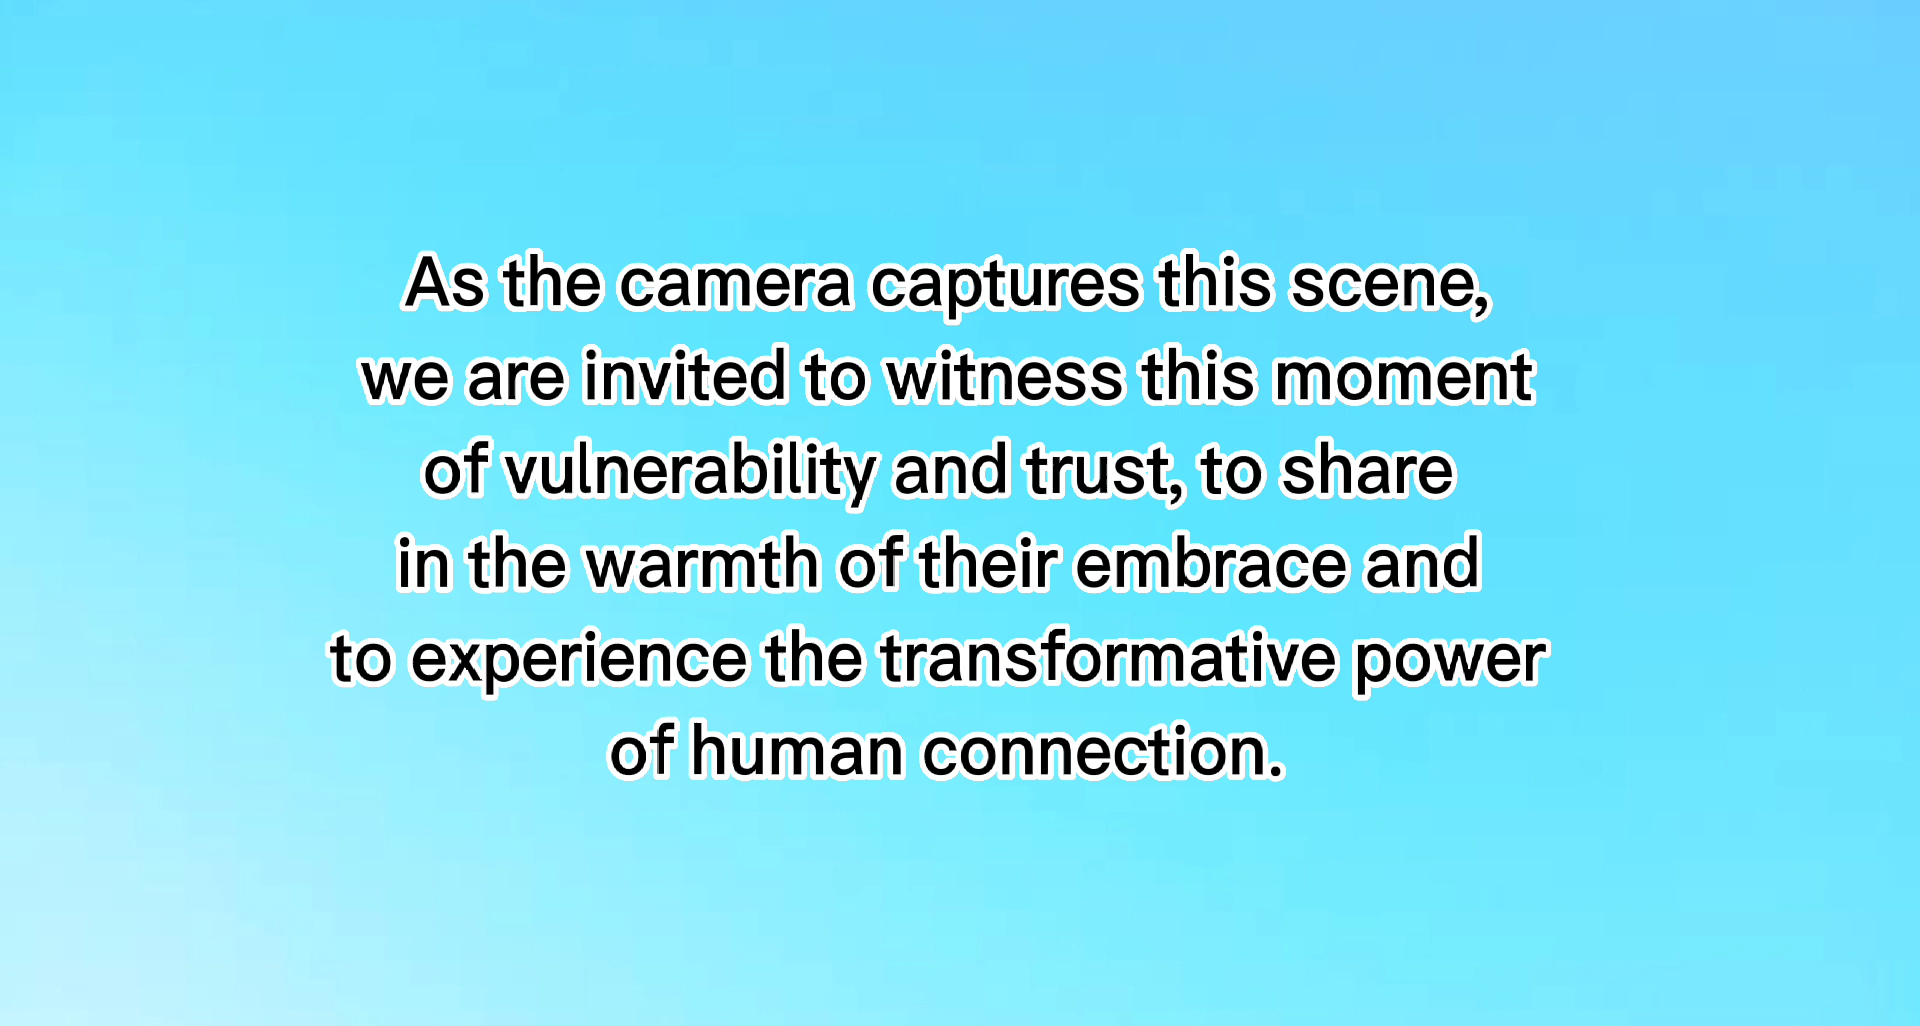 As the camera captures this scene,
we are invited to witness this moment
of vulnerability and trust, to share
in the warmth of their embrace and
to experience the transformative power
of human connection.